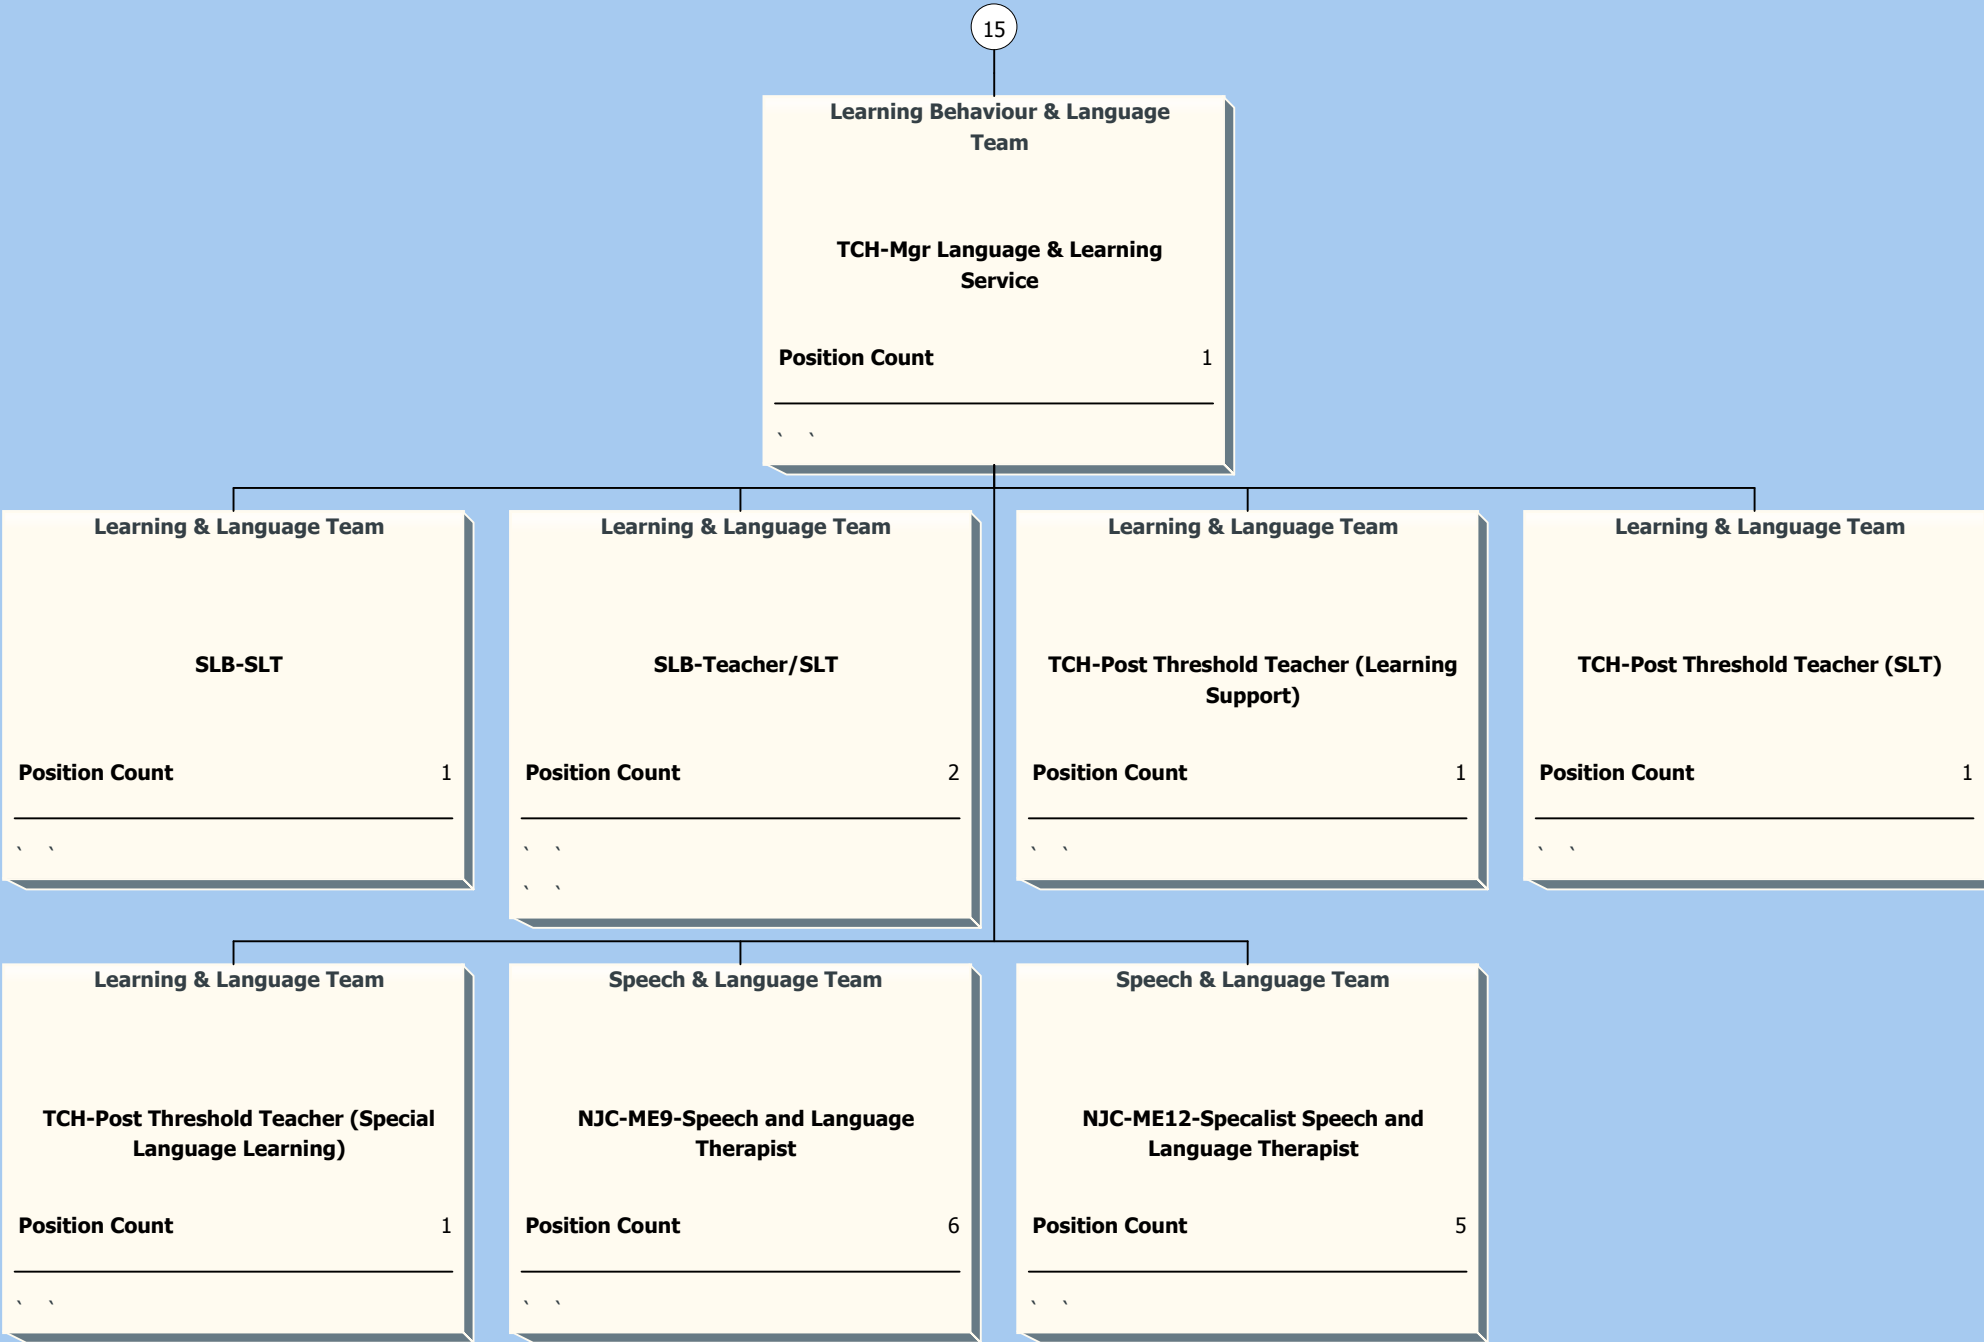 15
Learning Behaviour & Language
Team
TCH-Mgr Language & Learning
Service
Position Count 1
` `
Learning & Language Team
SLB-SLT
Position Count 1
` `
Learning & Language Team
SLB-Teacher/SLT
Position Count 2
` `
` `
Learning & Language Team
TCH-Post Threshold Teacher (Learning
Support)
Position Count 1
` `
Learning & Language Team
TCH-Post Threshold Teacher (SLT)
Position Count 1
` `
Learning & Language Team
TCH-Post Threshold Teacher (Special
Language Learning)
Position Count 1
` `
Speech & Language Team
NJC-ME9-Speech and Language
Therapist
Position Count 6
` `
Speech & Language Team
NJC-ME12-Specalist Speech and
Language Therapist
Position Count 5
` `